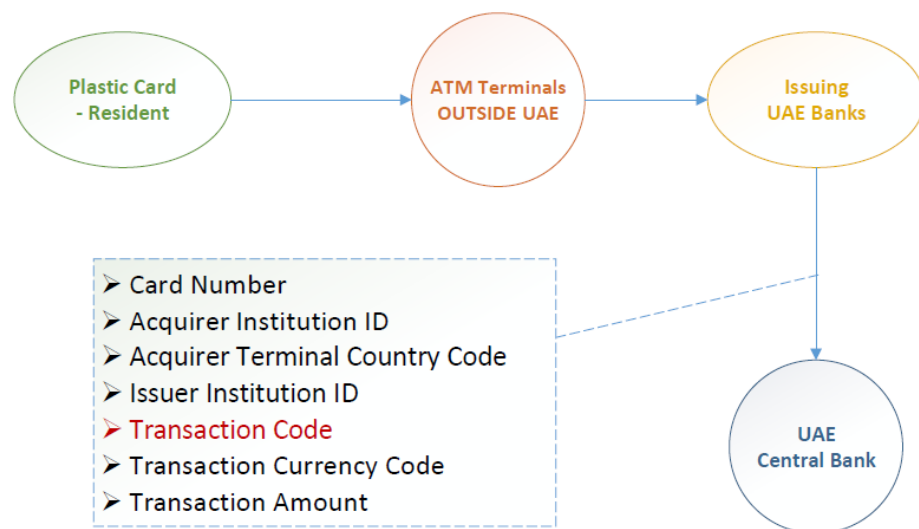 Plastic Card
- Resident
ATM Terminals
OUTSIDE UAE
Issuing
UAE Banks
➢ Card Number
➢ Acquirer Institution ID
➢ Acquirer Terminal Country Code
➢ Issuer Institution ID
➢ Transaction Code
➢ Transaction Currency Code
➢ Transaction Amount
UAE
Central Bank